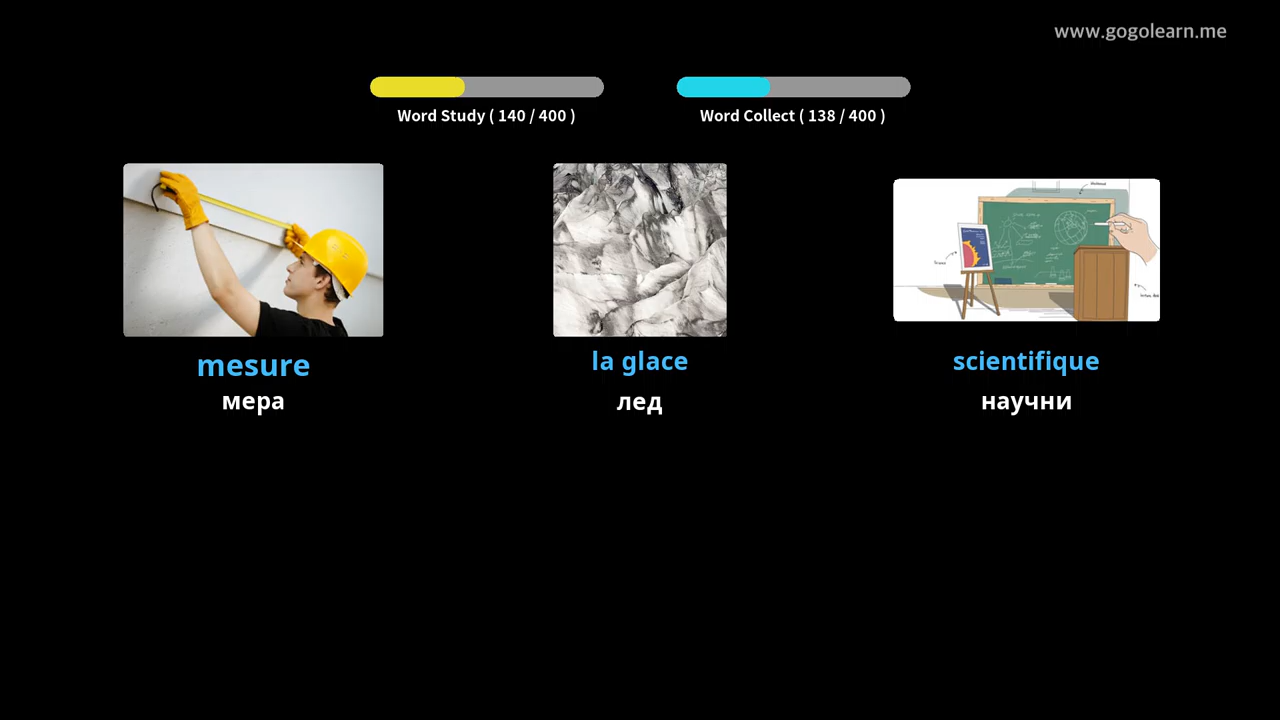 www.gogolearn.me
Word Study ( 140 / 400 )
Word Collect ( 138 / 400 )
mesure
la glace
scientifique
мера
лед
научни